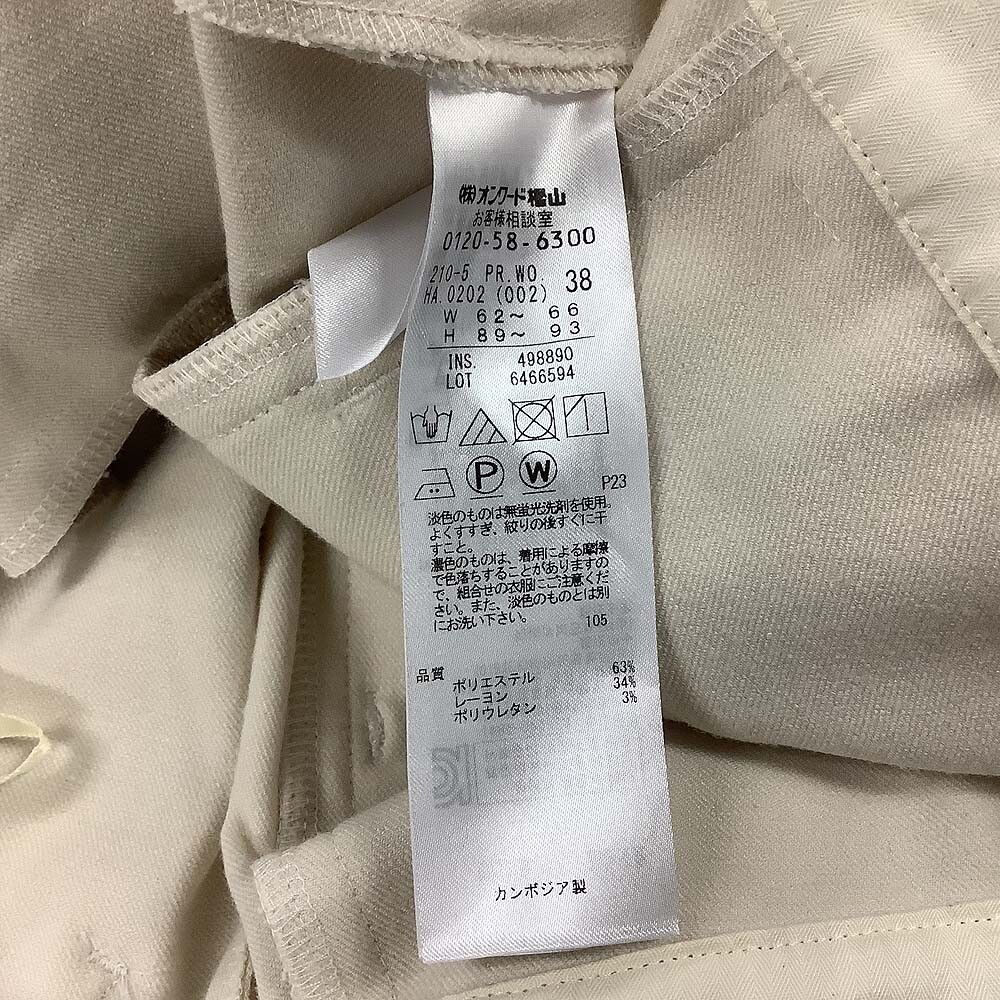 (株)オンワード樫山
お客様相談室
0120-58-6300
210-5 PR.WO. 38
HA.0202 (002)
W 62～ 66
H 89～ 93
INS. 498890
LOT 6466594
P W P23
淡色のものは無蛍光洗剤を使用。
よくすすぎ、絞りの後すぐに干
すこと。
濃色のものは、着用による摩擦
で色落ちすることがありますの
で、組合せの衣服にご注意くだ
さい。また、淡色のものとは別
にお洗い下さい。 105
品質
ポリエステル 63%
レーヨン 34%
ポリウレタン 3%
カンボジア製